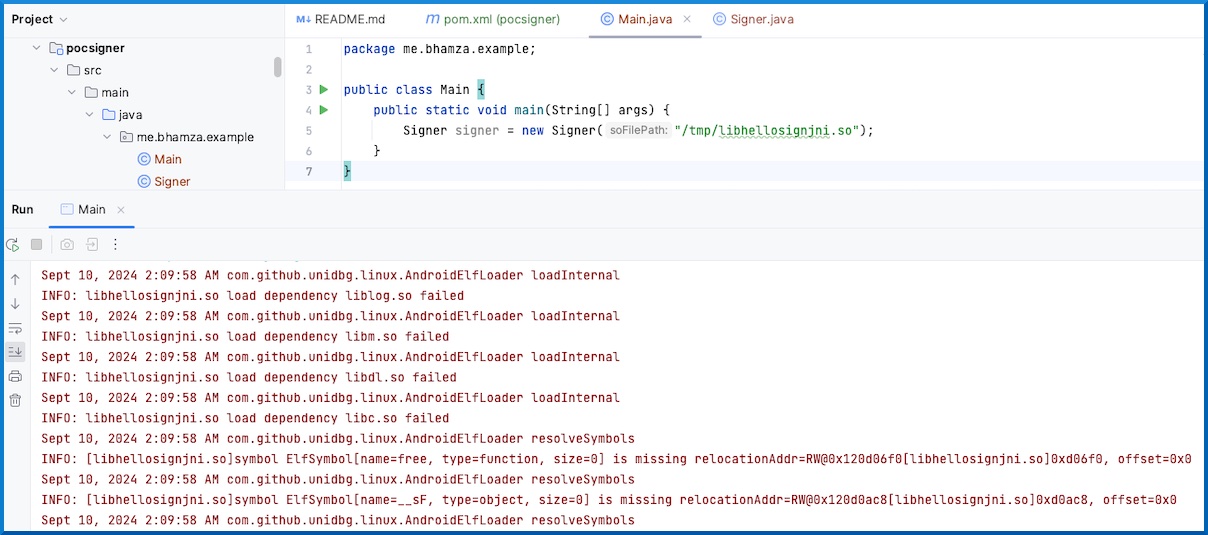 Project
README.md
pom.xml (pocsigner)
Main.java
Signer.java
pocsigner
src
main
java
me.bhamza.example
Main
Signer
1 package me.bhamza.example;
2
3 public class Main {
4 public static void main(String[] args) {
5 Signer signer = new Signer( soFilePath: "/tmp/libhellosignjni.so");
6 }
7 }
Run
Main
Sept 10, 2024 2:09:58 AM com.github.unidbg.linux.AndroidElfLoader loadInternal
INFO: libhellosignjni.so load dependency liblog.so failed
Sept 10, 2024 2:09:58 AM com.github.unidbg.linux.AndroidElfLoader loadInternal
INFO: libhellosignjni.so load dependency libm.so failed
Sept 10, 2024 2:09:58 AM com.github.unidbg.linux.AndroidElfLoader loadInternal
INFO: libhellosignjni.so load dependency libdl.so failed
Sept 10, 2024 2:09:58 AM com.github.unidbg.linux.AndroidElfLoader loadInternal
INFO: libhellosignjni.so load dependency libc.so failed
Sept 10, 2024 2:09:58 AM com.github.unidbg.linux.AndroidElfLoader resolveSymbols
INFO: [libhellosignjni.so]symbol ElfSymbol[name=free, type=function, size=0] is missing relocationAddr=RW@0x120d06f0[libhellosignjni.so]0xd06f0, offset=0x0
Sept 10, 2024 2:09:58 AM com.github.unidbg.linux.AndroidElfLoader resolveSymbols
INFO: [libhellosignjni.so]symbol ElfSymbol[name=__sF, type=object, size=0] is missing relocationAddr=RW@0x120d0ac8[libhellosignjni.so]0xd0ac8, offset=0x0
Sept 10, 2024 2:09:58 AM com.github.unidbg.linux.AndroidElfLoader resolveSymbols